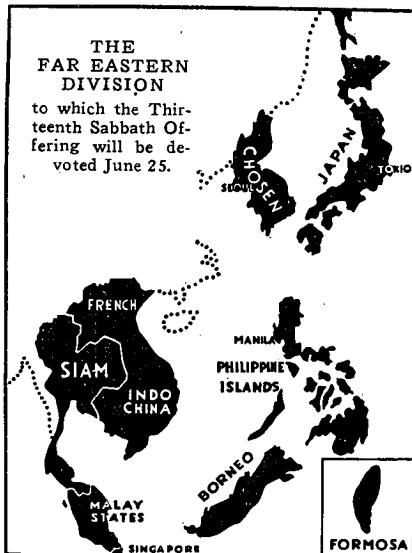 THE
FAR EASTERN
DIVISION
to which the Thir-
teenth Sabbath Of-
fering will be de-
voted June 25.
CHOSEN
SEOUL
JAPAN
TOKIO
FRENCH
SIAM
INDO
CHINA
MANILA
PHILIPPINE
ISLANDS
BORNEO
MALAY
STATES
SINGAPORE
FORMOSA